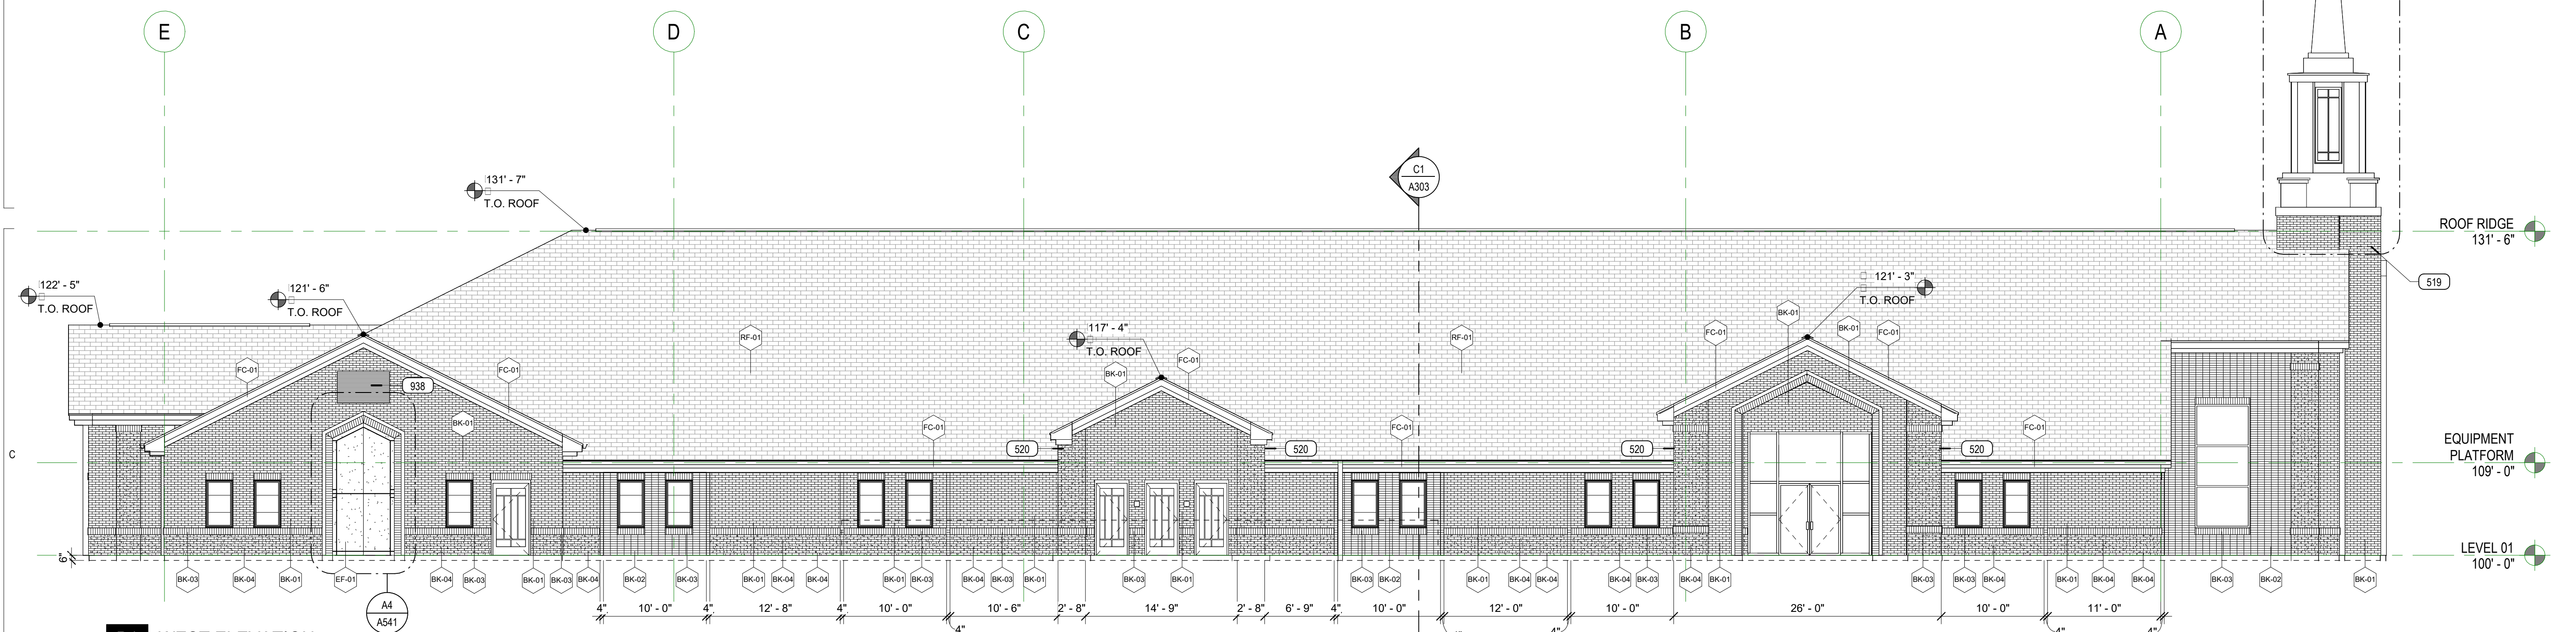 E
D
C
B
A
C1
A303
131' - 7"
T.O. ROOF
ROOF RIDGE
131' - 6"
122' - 5"
T.O. ROOF
121' - 6"
T.O. ROOF
121' - 3"
T.O. ROOF
519
117' - 4"
T.O. ROOF
RF-01
RF-01
BK-01
FC-01
BK-01
FC-01
FC-01
FC-01
BK-01
FC-01
938
BK-01
FC-01
FC-01
FC-01
520
520
520
520
C
EQUIPMENT
PLATFORM
109' - 0"
LEVEL 01
100' - 0"
6"
BK-03
BK-04
BK-01
EF-01
BK-04
BK-03
BK-01
BK-03
BK-04
BK-02
BK-03
BK-01
BK-04
BK-04
BK-01
BK-03
BK-04
BK-03
BK-01
BK-03
BK-01
BK-03
BK-02
BK-01
BK-04
BK-04
BK-04
BK-03
BK-04
BK-01
BK-03
BK-03
BK-04
BK-01
BK-04
BK-04
BK-03
BK-02
BK-01
A4
A541
4"
10' - 0"
4"
12' - 8"
4"
10' - 0"
10' - 6"
2' - 8"
14' - 9"
2' - 8"
6' - 9"
4"
10' - 0"
12' - 0"
10' - 0"
26' - 0"
10' - 0"
11' - 0"
4"
4"
4"
4"
4"
WEST ELEVATION